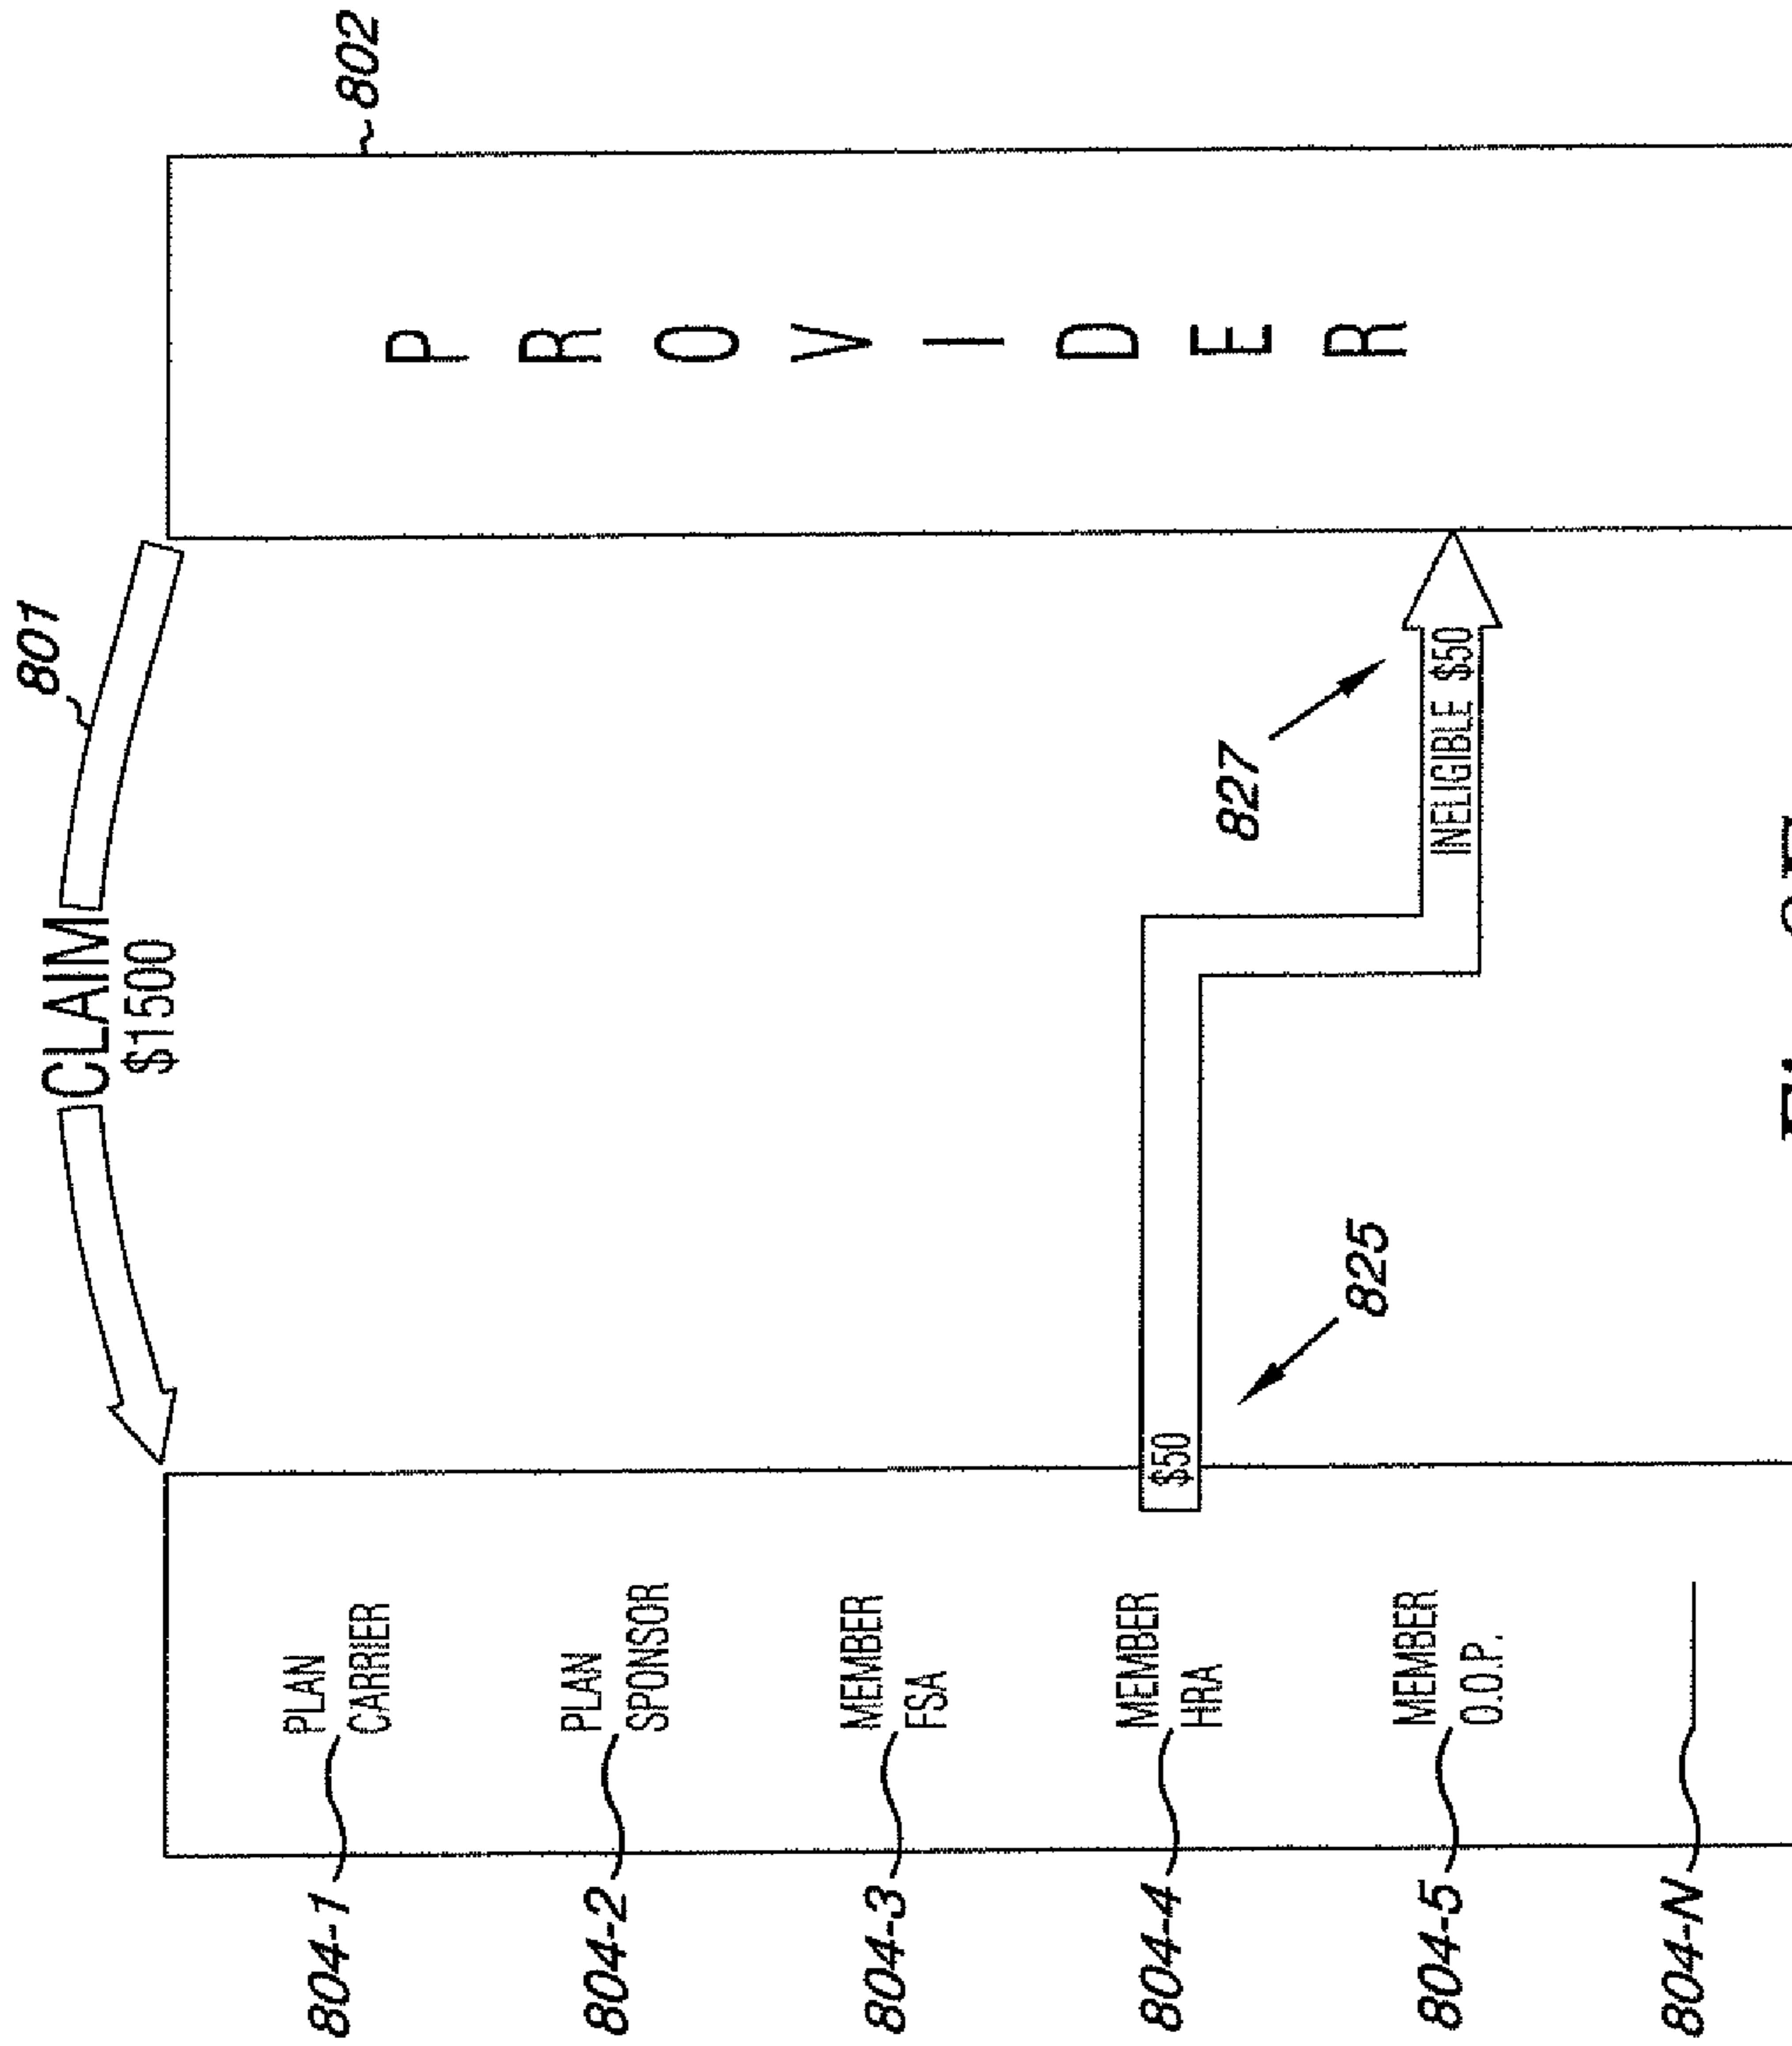 801
CLAIM
$1500
802
804-1
PLAN
CARRIER
804-2
PLAN
SPONSOR
804-3
MEMBER
FSA
804-4
MEMBER
HRA
804-5
MEMBER
O.O.P.
804-N
$50
825
827
INELIGIBLE $50
PROVIDER